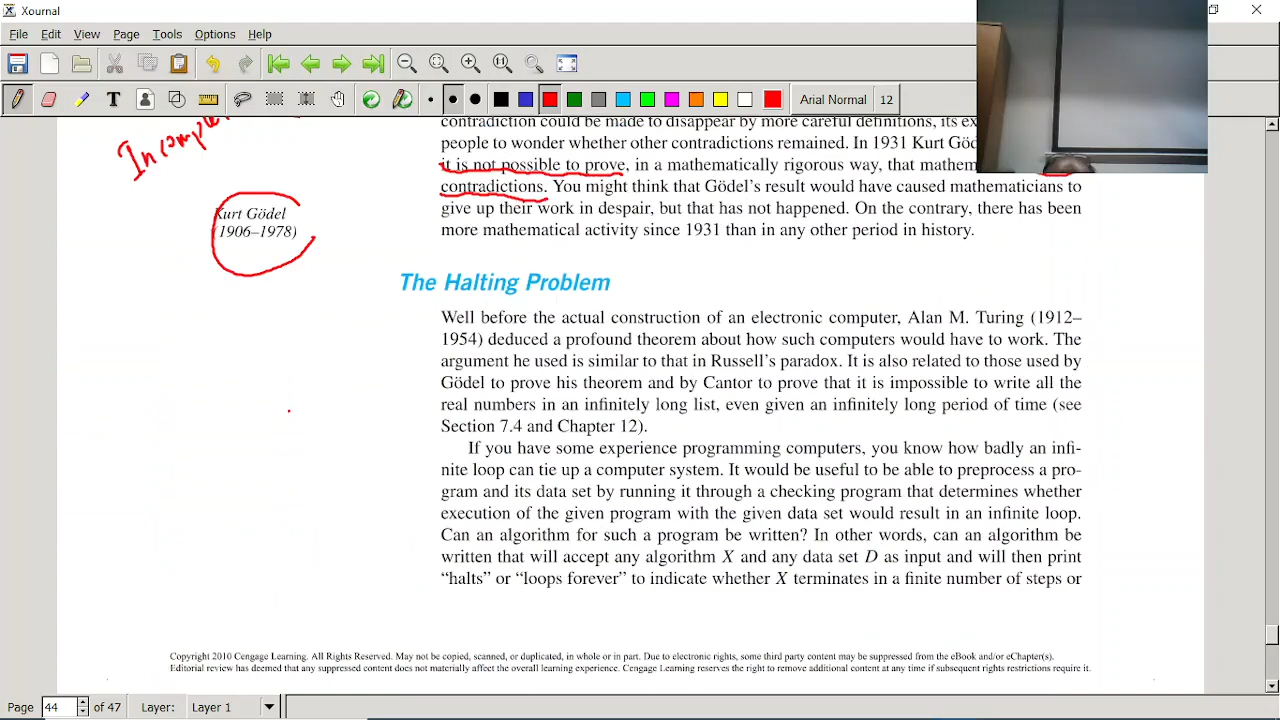 Xournal
File Edit View Page Tools Options Help
Arial Normal 12
contradiction could be made to disappear by more careful definitions, its ex
people to wonder whether other contradictions remained. In 1931 Kurt Göd
it is not possible to prove, in a mathematically rigorous way, that mathem
contradictions. You might think that Gödel's result would have caused mathematicians to
give up their work in despair, but that has not happened. On the contrary, there has been
more mathematical activity since 1931 than in any other period in history.
Incomple
Kurt Gödel
(1906–1978)
The Halting Problem
Well before the actual construction of an electronic computer, Alan M. Turing (1912–
1954) deduced a profound theorem about how such computers would have to work. The
argument he used is similar to that in Russell's paradox. It is also related to those used by
Gödel to prove his theorem and by Cantor to prove that it is impossible to write all the
real numbers in an infinitely long list, even given an infinitely long period of time (see
Section 7.4 and Chapter 12).
If you have some experience programming computers, you know how badly an infi-
nite loop can tie up a computer system. It would be useful to be able to preprocess a pro-
gram and its data set by running it through a checking program that determines whether
execution of the given program with the given data set would result in an infinite loop.
Can an algorithm for such a program be written? In other words, can an algorithm be
written that will accept any algorithm X and any data set D as input and will then print
“halts” or “loops forever” to indicate whether X terminates in a finite number of steps or
Copyright 2010 Cengage Learning. All Rights Reserved. May not be copied, scanned, or duplicated, in whole or in part. Due to electronic rights, some third party content may be suppressed from the eBook and/or eChapter(s).
Editorial review has deemed that any suppressed content does not materially affect the overall learning experience. Cengage Learning reserves the right to remove additional content at any time if subsequent rights restrictions require it.
Page 44 of 47 Layer: Layer 1